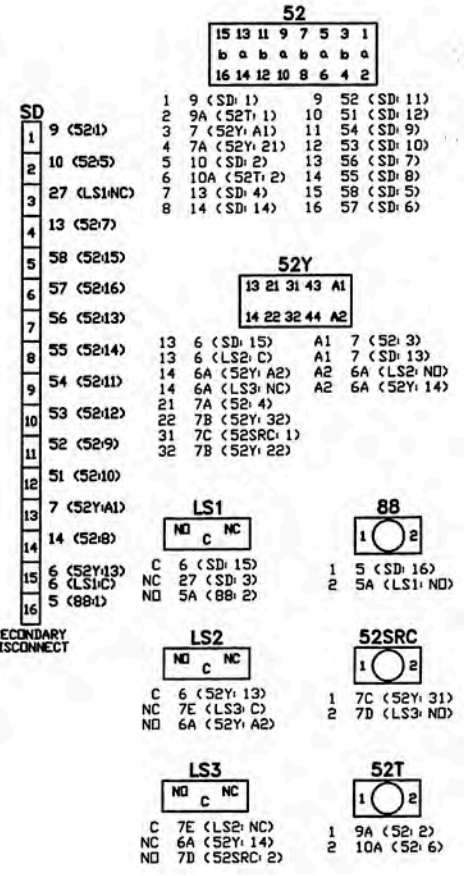 52
15 13 11 9 7 5 3 1
b a b a b a b a
16 14 12 10 8 6 4 2
1 9 (SD: 1)
2 9A (52T: 1)
3 7 (52Y: A1)
4 7A (52Y: 21)
5 10 (SD: 2)
6 10A (52T: 2)
7 13 (SD: 4)
8 14 (SD: 14)
9 52 (SD: 11)
10 51 (SD: 12)
11 54 (SD: 9)
12 53 (SD: 10)
13 56 (SD: 7)
14 55 (SD: 8)
15 58 (SD: 5)
16 57 (SD: 6)
SD
1 9 (52:1)
2 10 (52:5)
3 27 (LS1:NC)
4 13 (52:7)
5 58 (52:15)
6 57 (52:16)
7 56 (52:13)
8 55 (52:14)
9 54 (52:11)
10 53 (52:12)
11 52 (52:9)
12 51 (52:10)
13 7 (52Y:A1)
14 14 (52:8)
15 6 (52Y:13)
6 (LS1:C)
16 5 (88:1)
ECONDARY
ISCONNECT
52Y
13 21 31 43 A1
14 22 32 44 A2
13 6 (SD: 15)
13 6 (LS2: C)
14 6A (52Y: A2)
14 6A (LS3: NC)
21 7A (52: 4)
22 7B (52Y: 32)
31 7C (52SRC: 1)
32 7B (52Y: 22)
A1 7 (52: 3)
A1 7 (SD: 13)
A2 6A (LS2: NO)
A2 6A (52Y: 14)
LS1
NO C NC
C 6 (SD: 15)
NC 27 (SD: 3)
NO 5A (88: 2)
88
1 2
1 5 (SD: 16)
2 5A (LS1: NO)
LS2
NO C NC
C 6 (52Y: 13)
NC 7E (LS3: C)
NO 6A (52Y: A2)
52SRC
1 2
1 7C (52Y: 31)
2 7D (LS3: NO)
LS3
NO C NC
C 7E (LS2: NC)
NC 6A (52Y: 14)
NO 7D (52SRC: 2)
52T
1 2
1 9A (52: 2)
2 10A (52: 6)